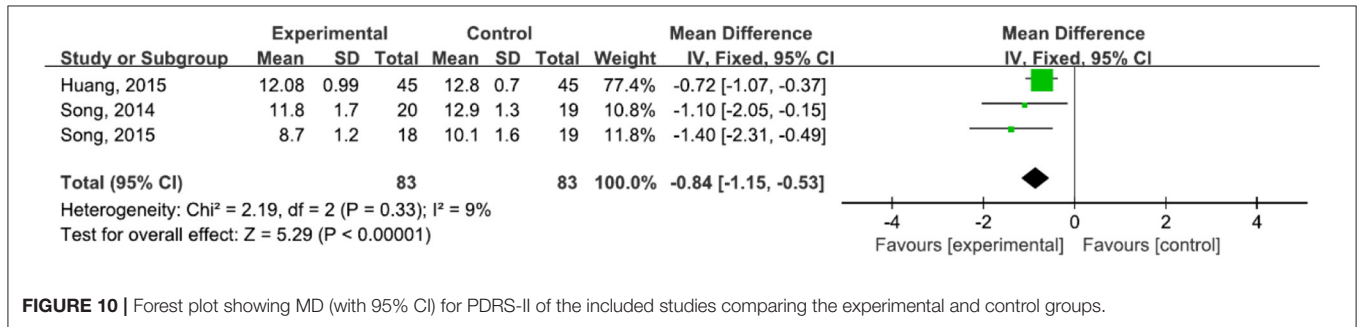 Experimental Control Mean Difference Mean Difference
Study or Subgroup Mean SD Total Mean SD Total Weight IV, Fixed, 95% CI IV, Fixed, 95% CI
Huang, 2015 12.08 0.99 45 12.8 0.7 45 77.4% -0.72 [-1.07, -0.37]
Song, 2014 11.8 1.7 20 12.9 1.3 19 10.8% -1.10 [-2.05, -0.15]
Song, 2015 8.7 1.2 18 10.1 1.6 19 11.8% -1.40 [-2.31, -0.49]
Total (95% CI) 83 83 100.0% -0.84 [-1.15, -0.53]
Heterogeneity: Chi² = 2.19, df = 2 (P = 0.33); I² = 9%
Test for overall effect: Z = 5.29 (P < 0.00001)
-4 -2 0 2 4
Favours [experimental] Favours [control]
FIGURE 10 | Forest plot showing MD (with 95% CI) for PDRS-II of the included studies comparing the experimental and control groups.